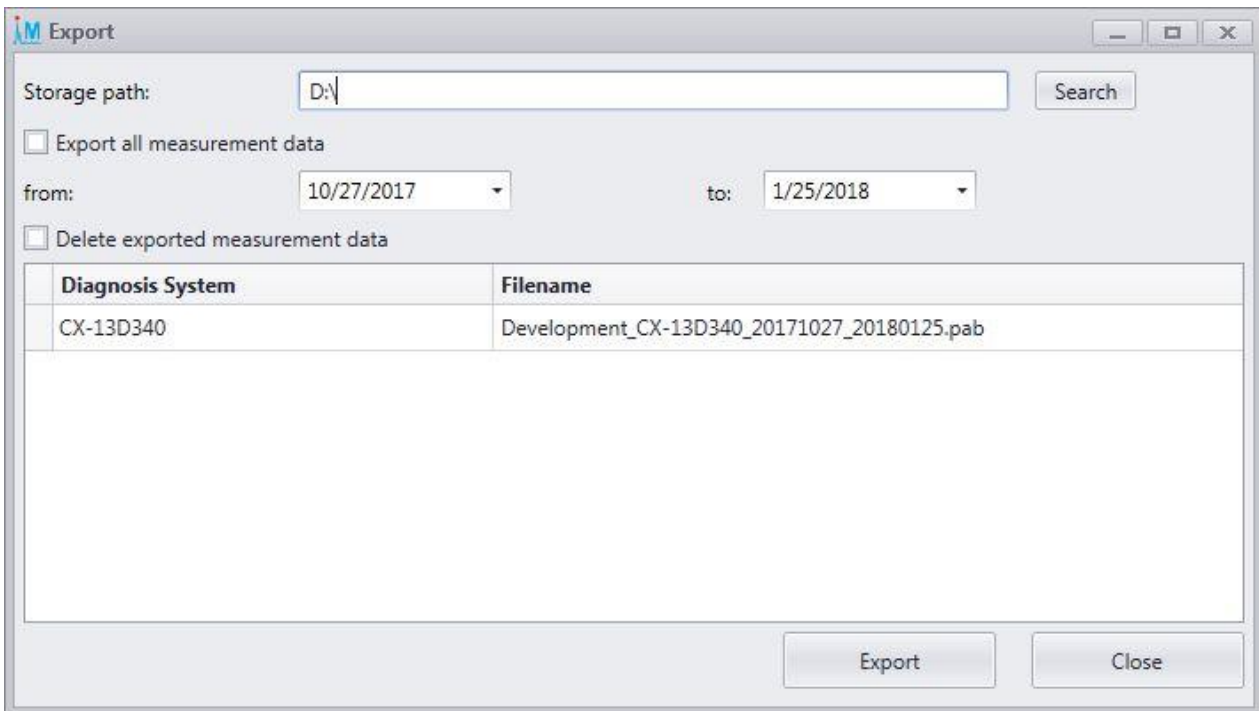 iM Export
Storage path: D:\ Search
Export all measurement data
from: 10/27/2017 to: 1/25/2018
Delete exported measurement data
Diagnosis System Filename
CX-13D340 Development_CX-13D340_20171027_20180125.pab
Export Close